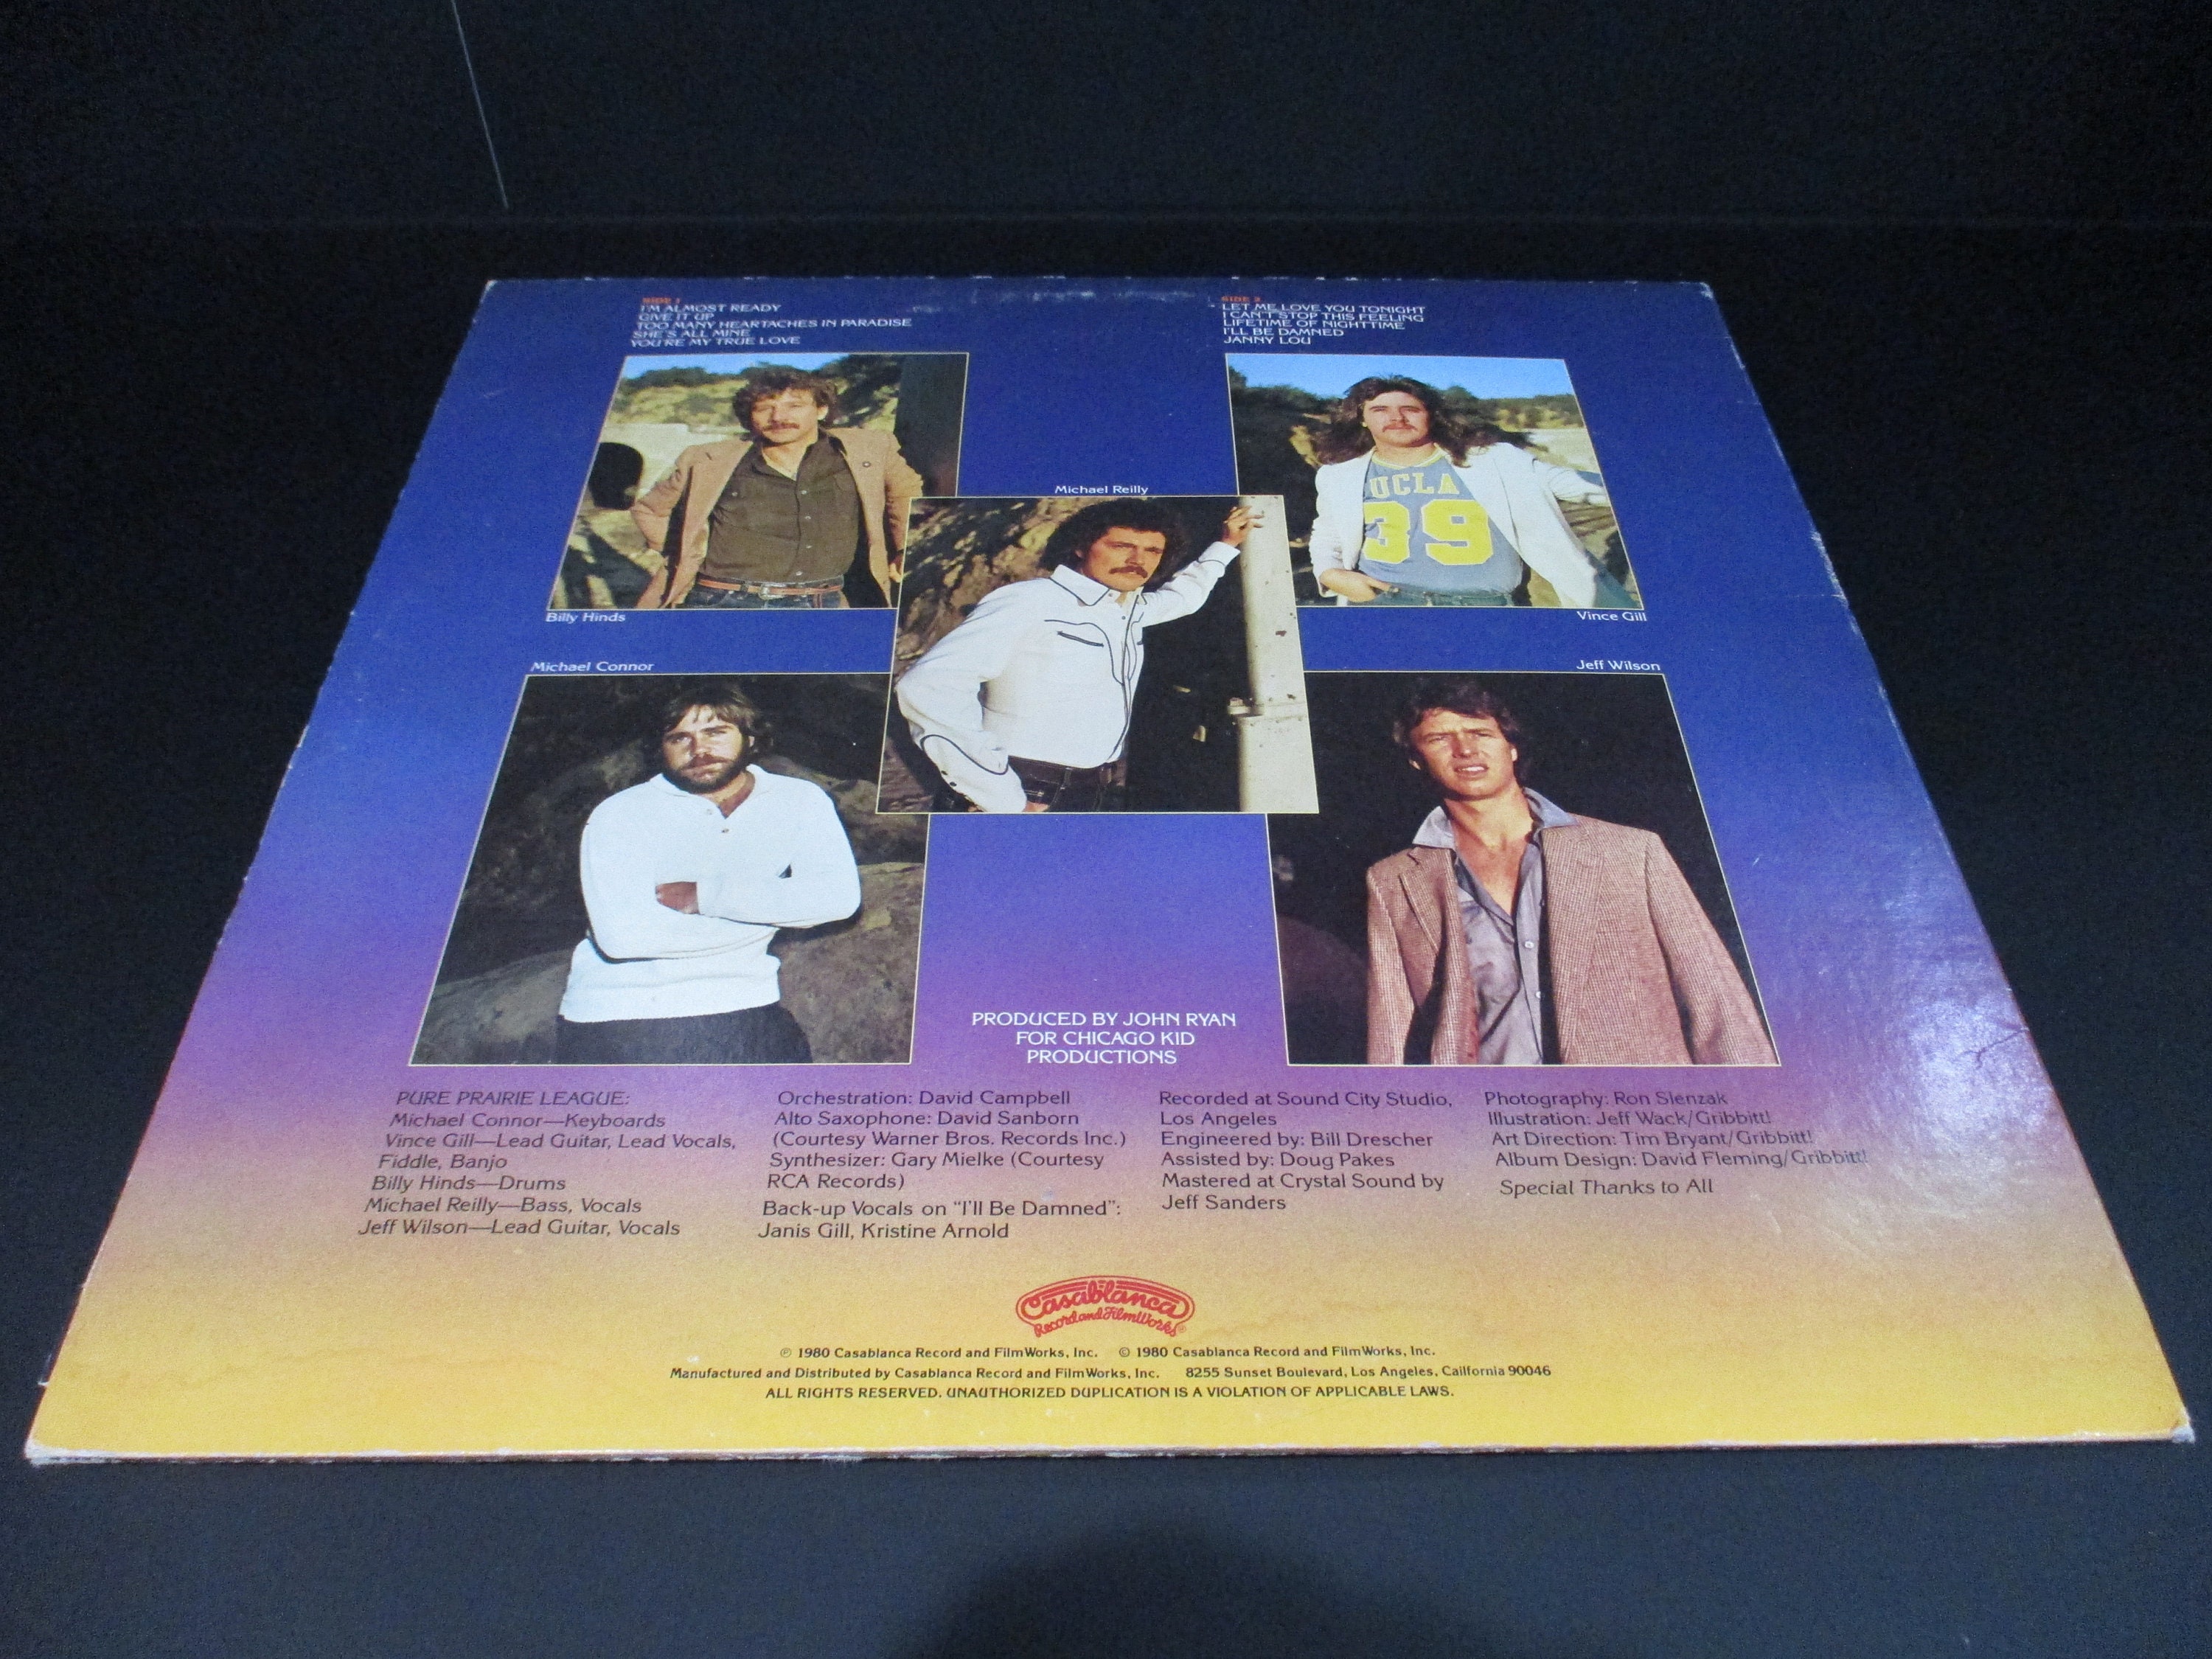 SIDE 1
I'M ALMOST READY
GIVE IT UP
TOO MANY HEARTACHES IN PARADISE
SHE'S ALL MINE
YOU'RE MY TRUE LOVE
SIDE 2
LET ME LOVE YOU TONIGHT
I CAN'T STOP THIS FEELING
LIFETIME OF NIGHTTIME
I'LL BE DAMNED
JANNY LOU
Michael Reilly
UCLA
39
Billy Hinds
Vince Gill
Michael Connor
Jeff Wilson
PRODUCED BY JOHN RYAN
FOR CHICAGO KID
PRODUCTIONS
PURE PRAIRIE LEAGUE:
Michael Connor—Keyboards
Vince Gill—Lead Guitar, Lead Vocals,
Fiddle, Banjo
Billy Hinds—Drums
Michael Reilly—Bass, Vocals
Jeff Wilson—Lead Guitar, Vocals
Orchestration: David Campbell
Alto Saxophone: David Sanborn
(Courtesy Warner Bros. Records Inc.)
Synthesizer: Gary Mielke (Courtesy
RCA Records)
Back-up Vocals on "I'll Be Damned":
Janis Gill, Kristine Arnold
Recorded at Sound City Studio,
Los Angeles
Engineered by: Bill Drescher
Assisted by: Doug Pakes
Mastered at Crystal Sound by
Jeff Sanders
Photography: Ron Slenzak
Illustration: Jeff Wack/Gribbitt!
Art Direction: Tim Bryant/Gribbitt!
Album Design: David Fleming/Gribbitt!
Special Thanks to All
Casablanca
Record and FilmWorks®
℗ 1980 Casablanca Record and FilmWorks, Inc. © 1980 Casablanca Record and FilmWorks, Inc.
Manufactured and Distributed by Casablanca Record and FilmWorks, Inc. 8255 Sunset Boulevard, Los Angeles, California 90046
ALL RIGHTS RESERVED. UNAUTHORIZED DUPLICATION IS A VIOLATION OF APPLICABLE LAWS.